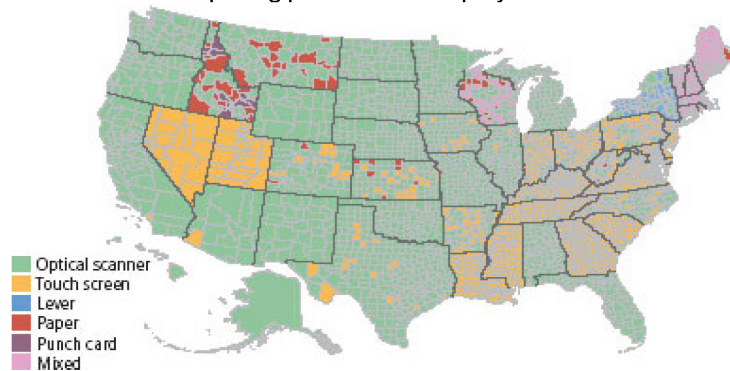 Optical scanner
Touch screen
Lever
Paper
Punch card
Mixed